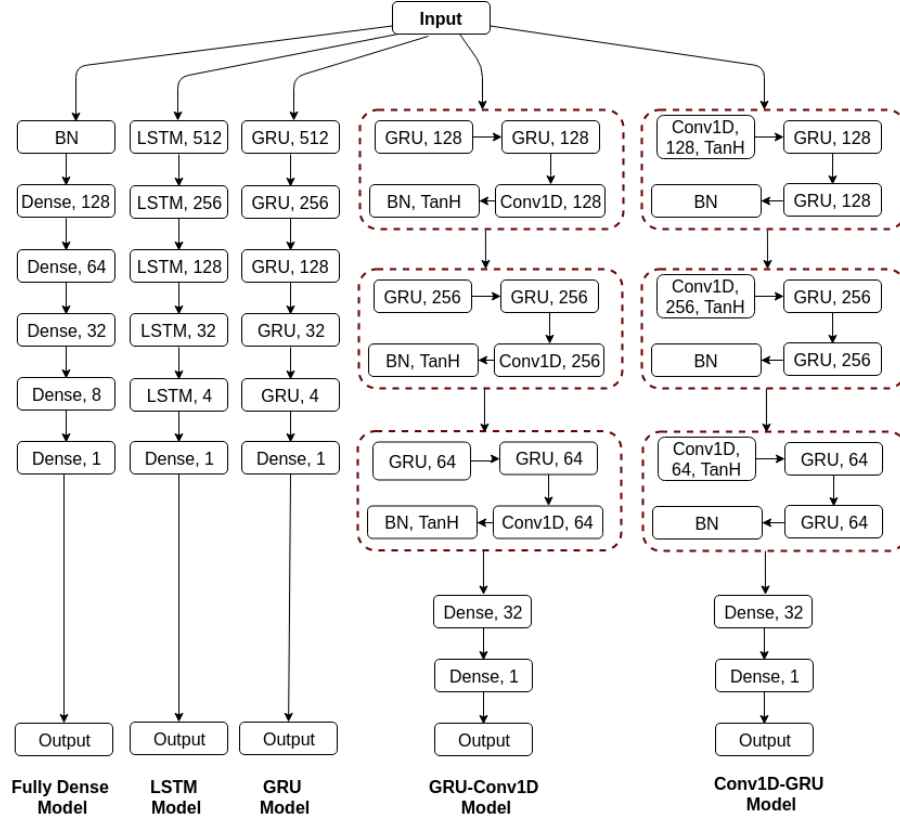 Input
BN
Dense, 128
Dense, 64
Dense, 32
Dense, 8
Dense, 1
Output
Fully Dense
Model
LSTM, 512
LSTM, 256
LSTM, 128
LSTM, 32
LSTM, 4
Dense, 1
Output
LSTM
Model
GRU, 512
GRU, 256
GRU, 128
GRU, 32
GRU, 4
Dense, 1
Output
GRU
Model
GRU, 128
GRU, 128
Conv1D, 128
BN, TanH
GRU, 256
GRU, 256
Conv1D, 256
BN, TanH
GRU, 64
GRU, 64
Conv1D, 64
BN, TanH
Dense, 32
Dense, 1
Output
GRU-Conv1D
Model
Conv1D,
128, TanH
GRU, 128
GRU, 128
BN
Conv1D,
256, TanH
GRU, 256
GRU, 256
BN
Conv1D,
64, TanH
GRU, 64
GRU, 64
BN
Dense, 32
Dense, 1
Output
Conv1D-GRU
Model